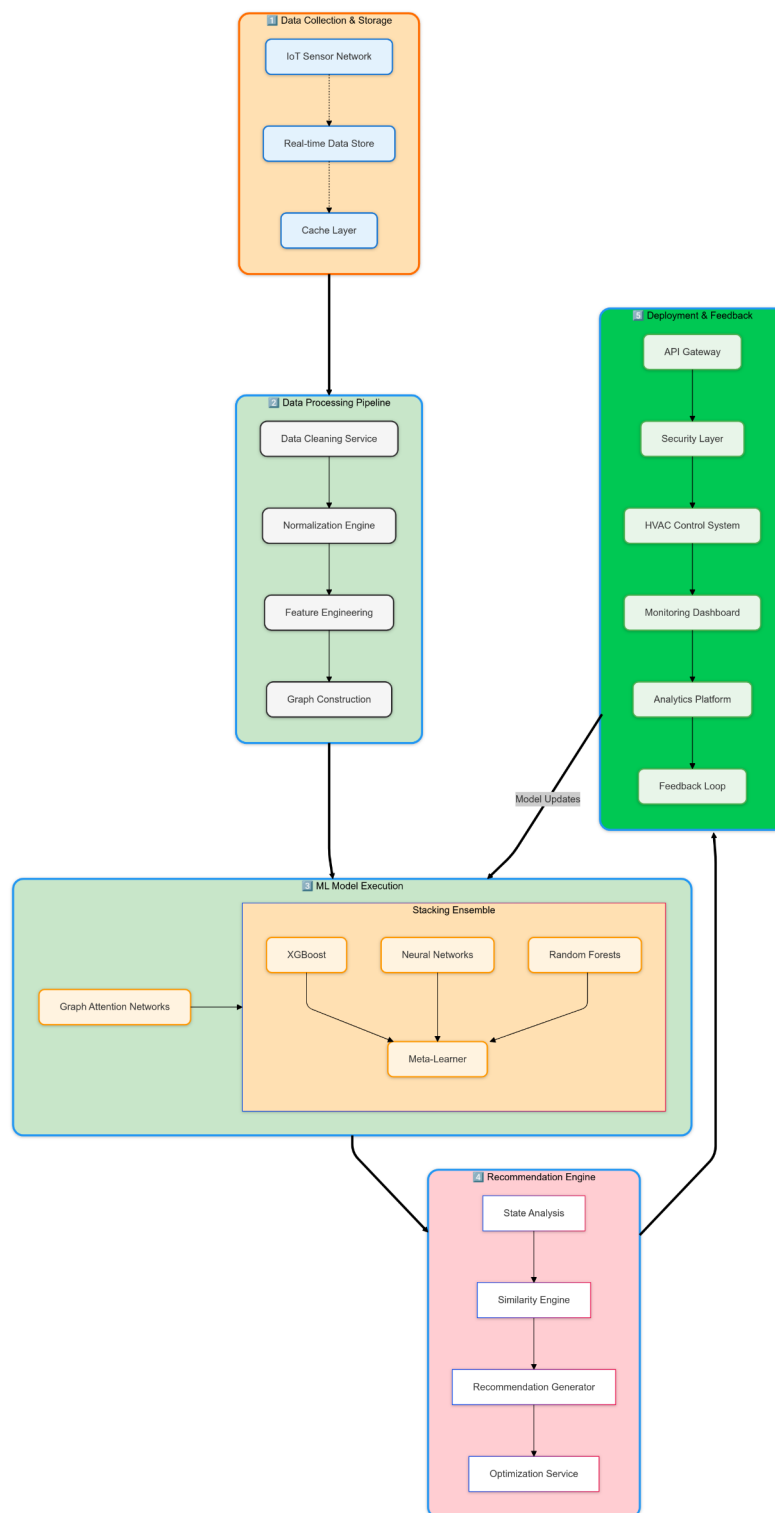 1️⃣ Data Collection & Storage
IoT Sensor Network
Real-time Data Store
Cache Layer
2️⃣ Data Processing Pipeline
Data Cleaning Service
Normalization Engine
Feature Engineering
Graph Construction
5️⃣ Deployment & Feedback
API Gateway
Security Layer
HVAC Control System
Monitoring Dashboard
Analytics Platform
Feedback Loop
Model Updates
3️⃣ ML Model Execution
Stacking Ensemble
XGBoost
Neural Networks
Random Forests
Graph Attention Networks
Meta-Learner
4️⃣ Recommendation Engine
State Analysis
Similarity Engine
Recommendation Generator
Optimization Service